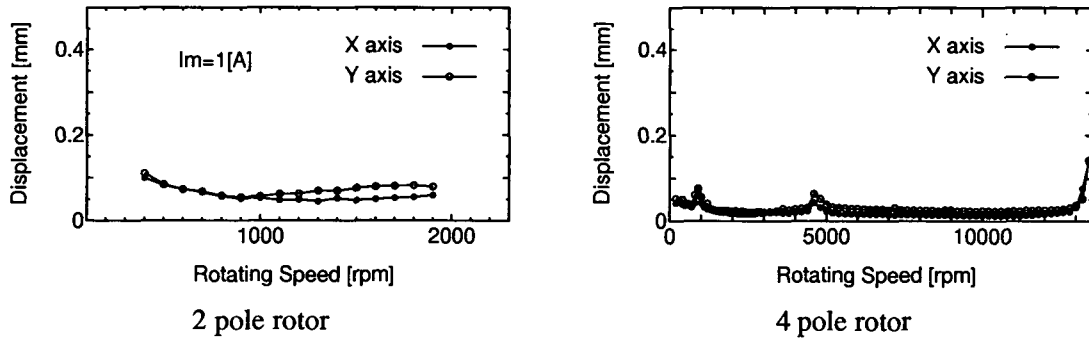 Displacement [mm]
0.4
0.2
0
Im=1[A]
X axis
Y axis
1000
2000
Rotating Speed [rpm]
2 pole rotor
Displacement [mm]
0.4
0.2
0
X axis
Y axis
0
5000
10000
Rotating Speed [rpm]
4 pole rotor